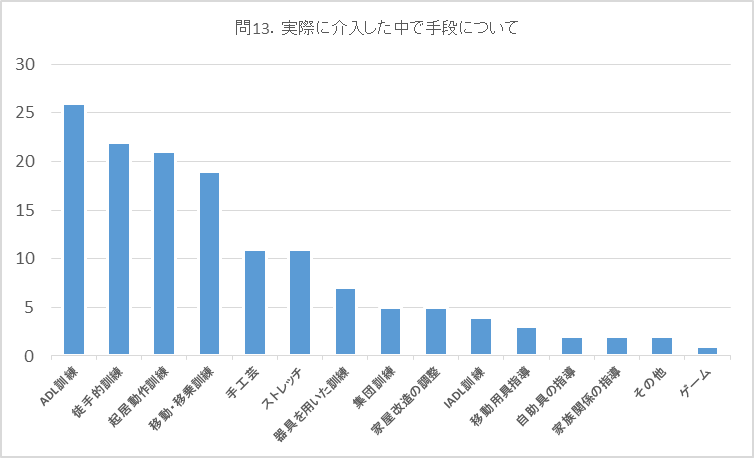 問13. 実際に介入した中で手段について
30
25
20
15
10
5
0
ADL訓練
徒手的訓練
起居動作訓練
移動・移乗訓練
手工芸
ストレッチ
器具を用いた訓練
集団訓練
家屋改造の調整
IADL訓練
移動用具指導
自助具の指導
家族関係の指導
その他
ゲーム